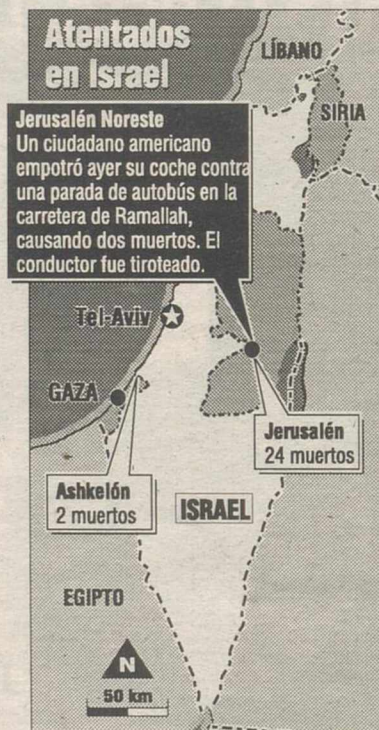 Atentados
en Israel
LÍBANO
SIRIA
Jerusalén Noreste
Un ciudadano americano
empotró ayer su coche contra
una parada de autobús en la
carretera de Ramallah,
causando dos muertos. El
conductor fue tiroteado.
Tel-Aviv
GAZA
Jerusalén
24 muertos
Ashkelón
2 muertos
ISRAEL
EGIPTO
N
50 km